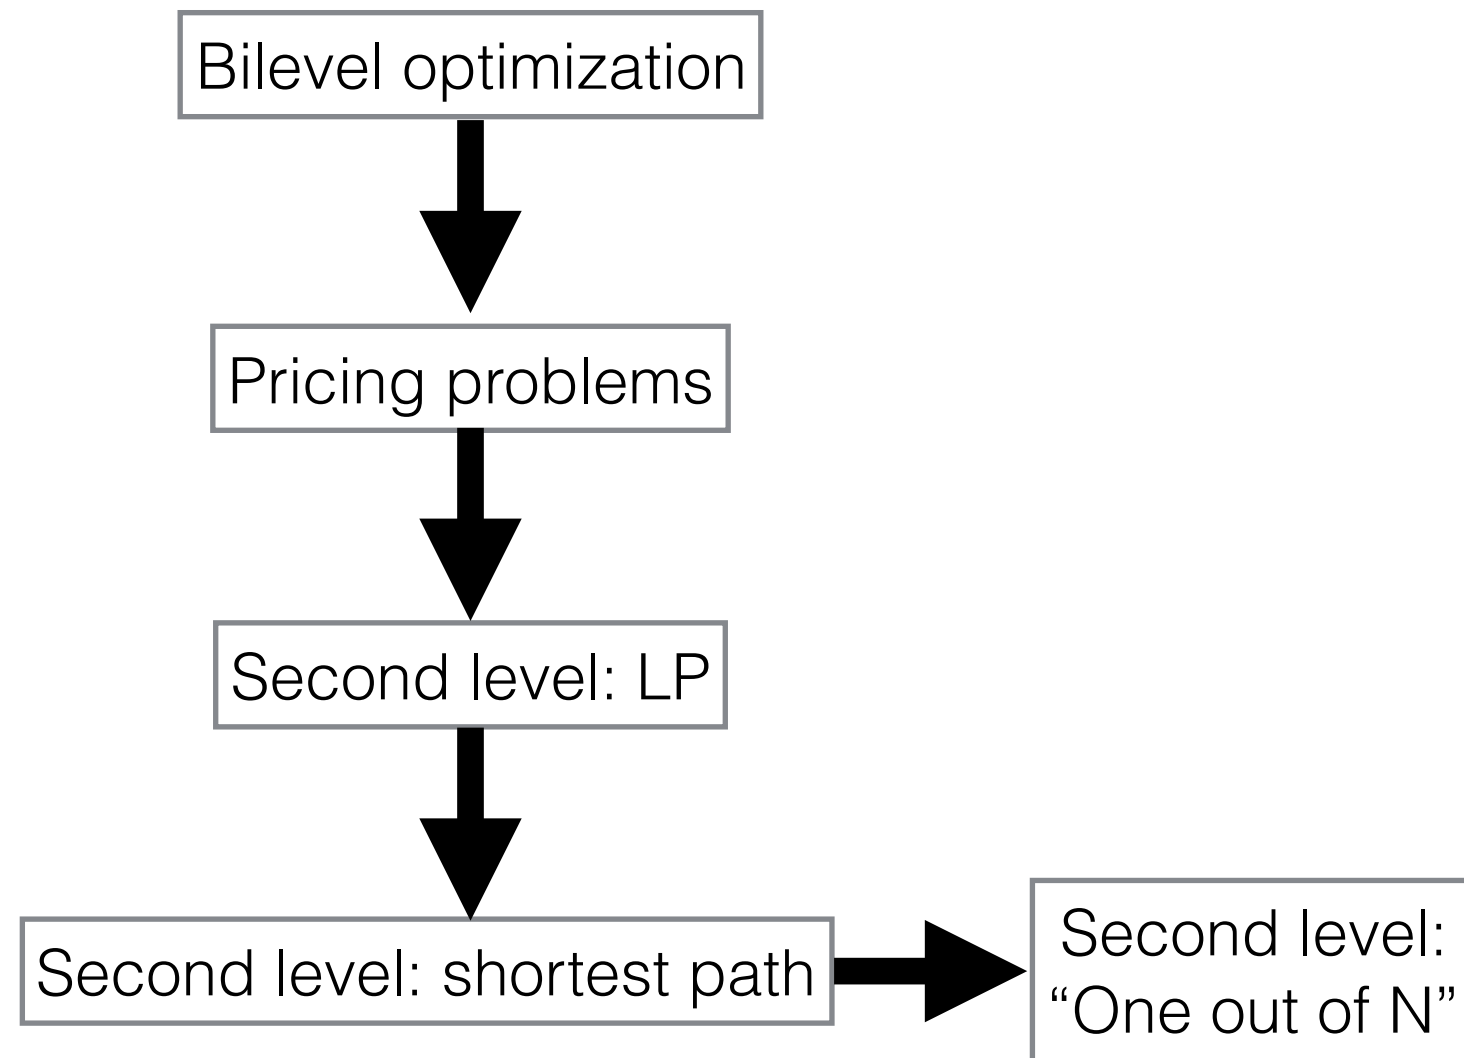 Bilevel optimization
Pricing problems
Second level: LP
Second level: shortest path
Second level:
“One out of N”